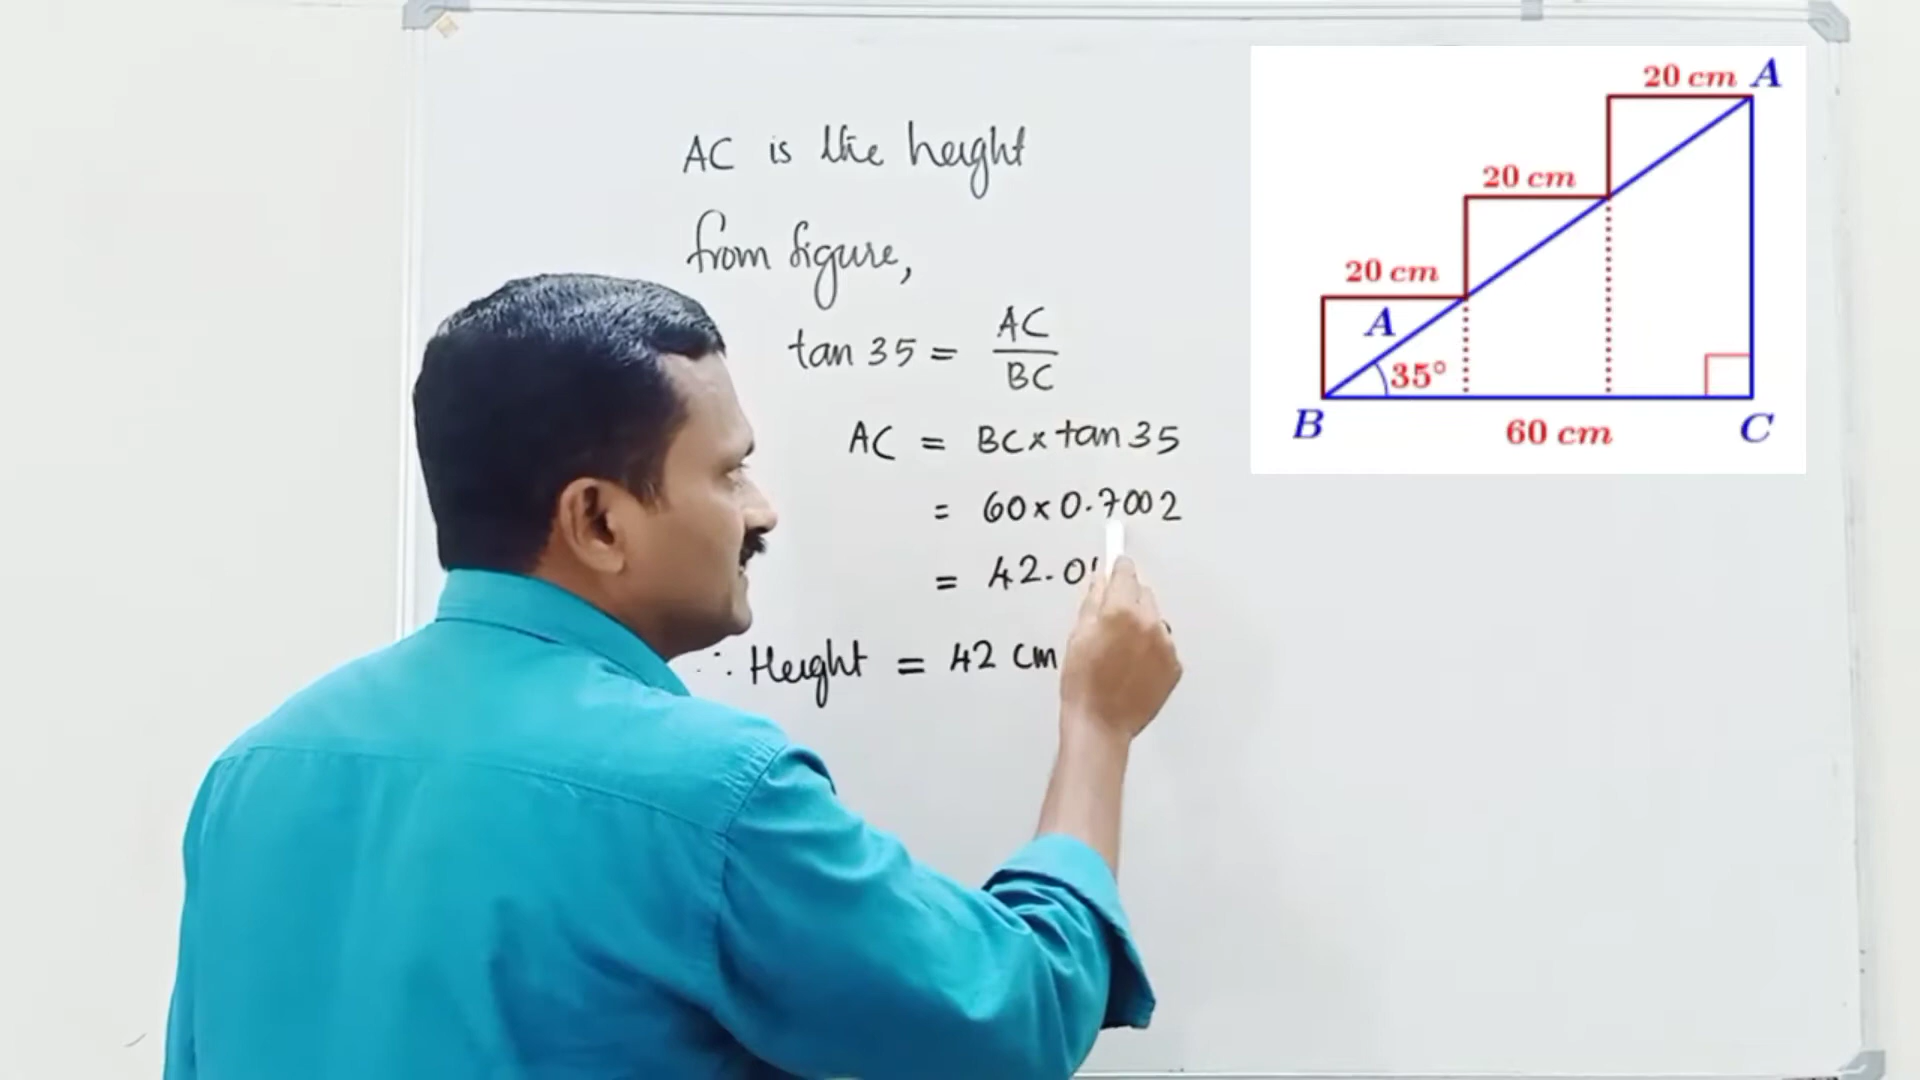 AC is the height
from figure,
tan 35 = AC/BC
AC = BC × tan 35
= 60 × 0.7002
= 42.01
∴ Height = 42 cm
20 cm A
20 cm
20 cm
A
35°
B 60 cm C